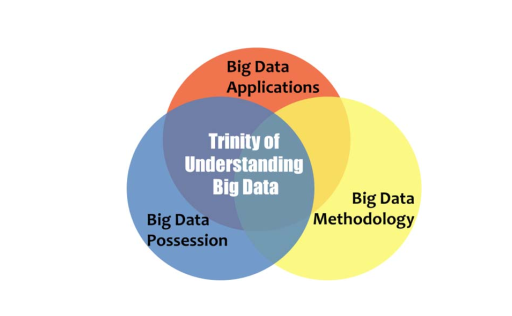 Big Data
Applications
Trinity of
Understanding
Big Data
Big Data
Methodology
Big Data
Possession